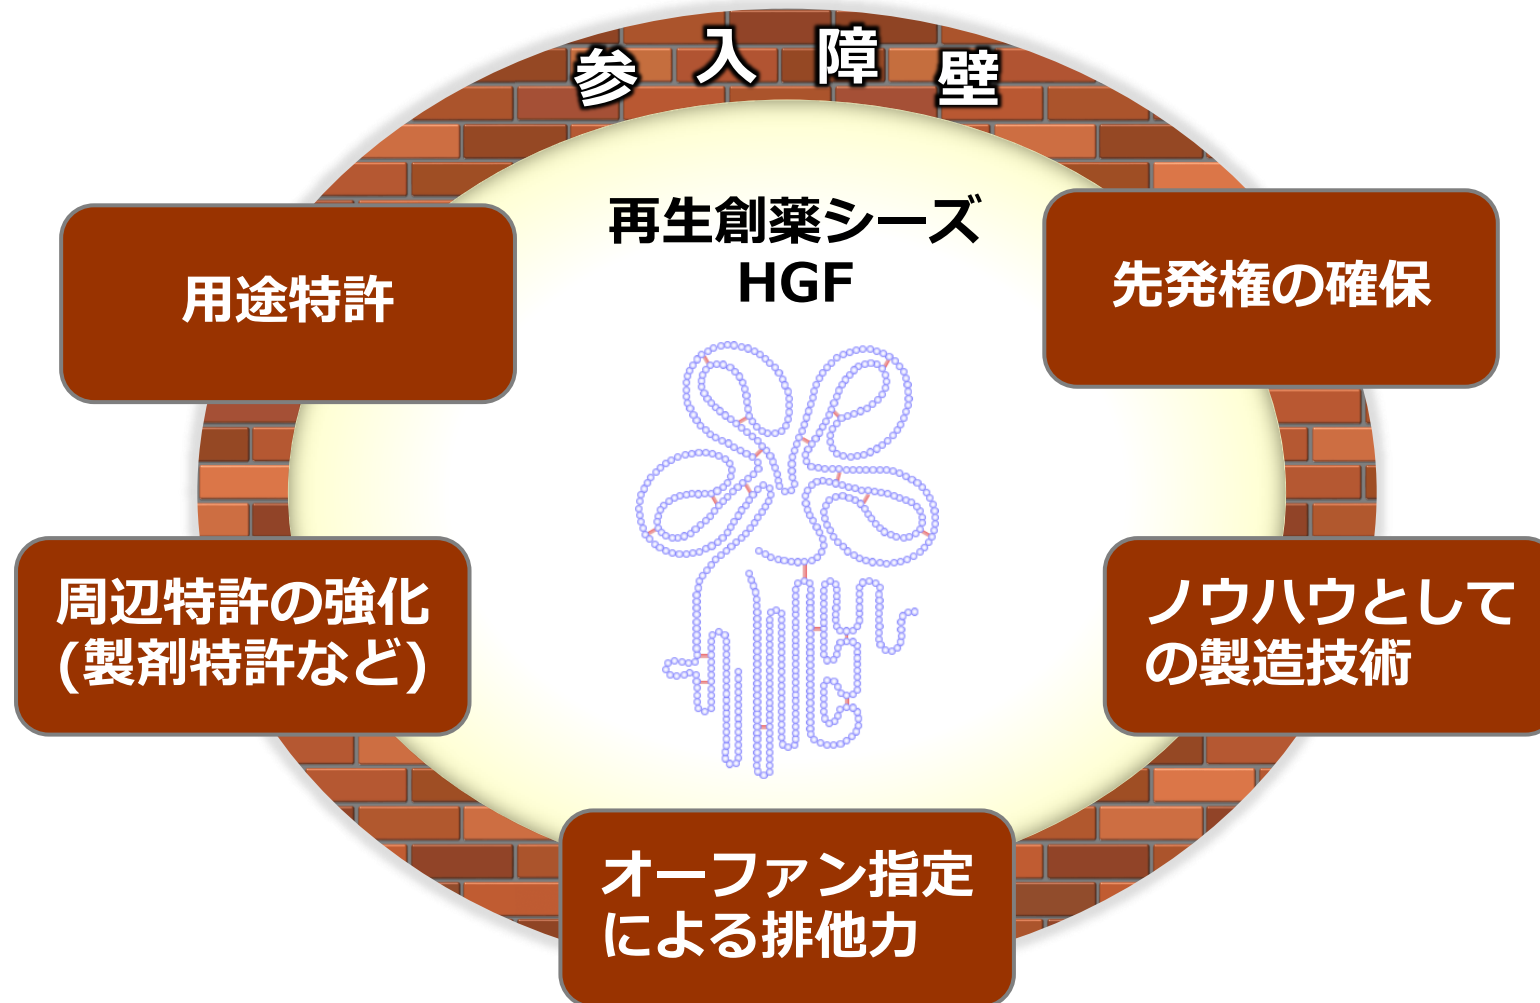 参入障壁
再生創薬シーズ
HGF
用途特許
先発権の確保
周辺特許の強化
(製剤特許など)
ノウハウとして
の製造技術
オーファン指定
による排他力